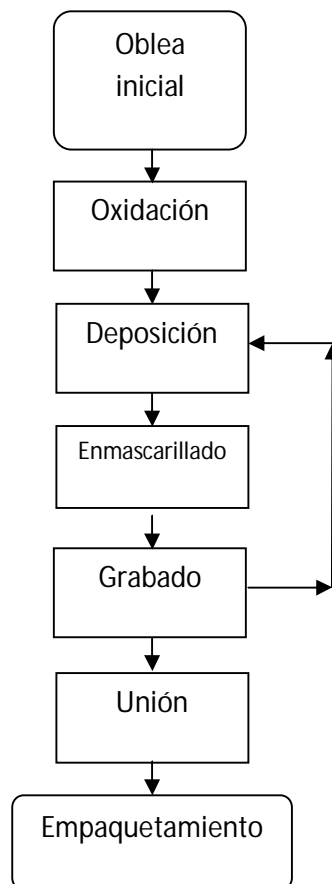 Oblea
inicial
Oxidación
Deposición
Enmascarillado
Grabado
Unión
Empaquetamiento